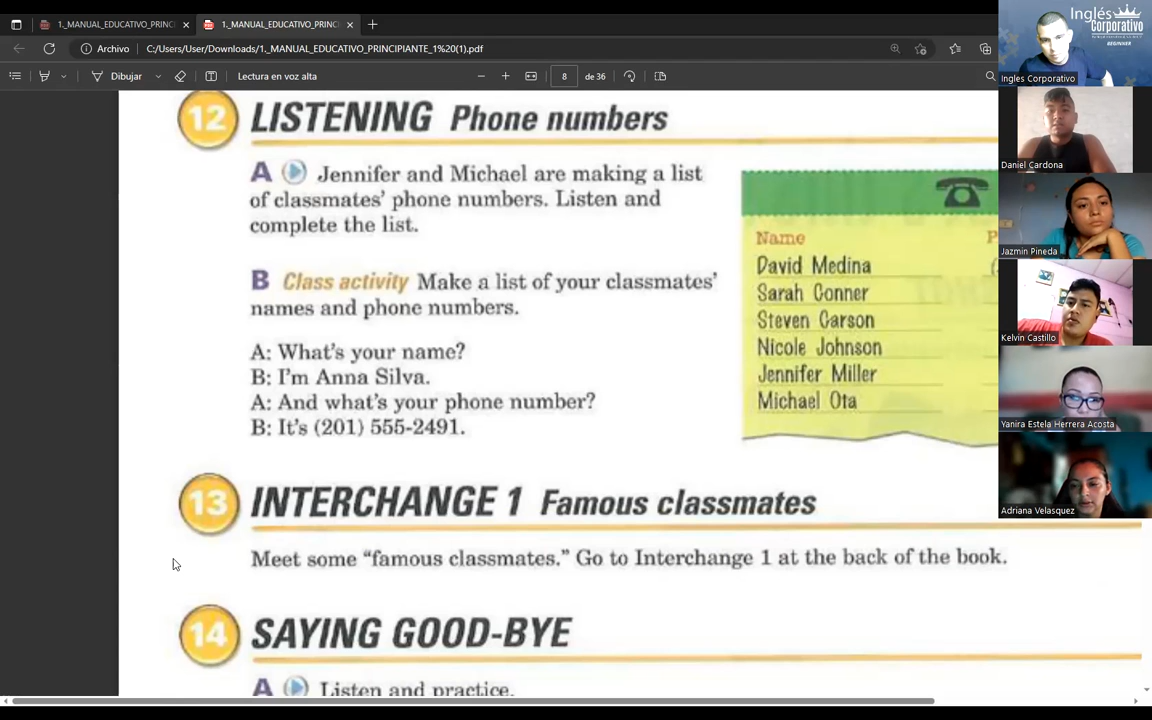 1._MANUAL_EDUCATIVO_PRINCI
1._MANUAL_EDUCATIVO_PRINCI
Archivo
C:/Users/User/Downloads/1._MANUAL_EDUCATIVO_PRINCIPIANTE_1%20(1).pdf
Dibujar
Lectura en voz alta
8
de 36
12 LISTENING Phone numbers
A Jennifer and Michael are making a list
of classmates' phone numbers. Listen and
complete the list.
B Class activity Make a list of your classmates'
names and phone numbers.
A: What's your name?
B: I'm Anna Silva.
A: And what's your phone number?
B: It's (201) 555-2491.
Name
P
David Medina
Sarah Conner
Steven Carson
Nicole Johnson
Jennifer Miller
Michael Ota
13 INTERCHANGE 1 Famous classmates
Meet some “famous classmates.” Go to Interchange 1 at the back of the book.
14 SAYING GOOD-BYE
A Listen and practice.
Inglés
Corporativo
BEGINNER
Ingles Corporativo
Daniel Cardona
Jazmin Pineda
Kelvin Castillo
Yanira Estela Herrera Acosta
Adriana Velasquez